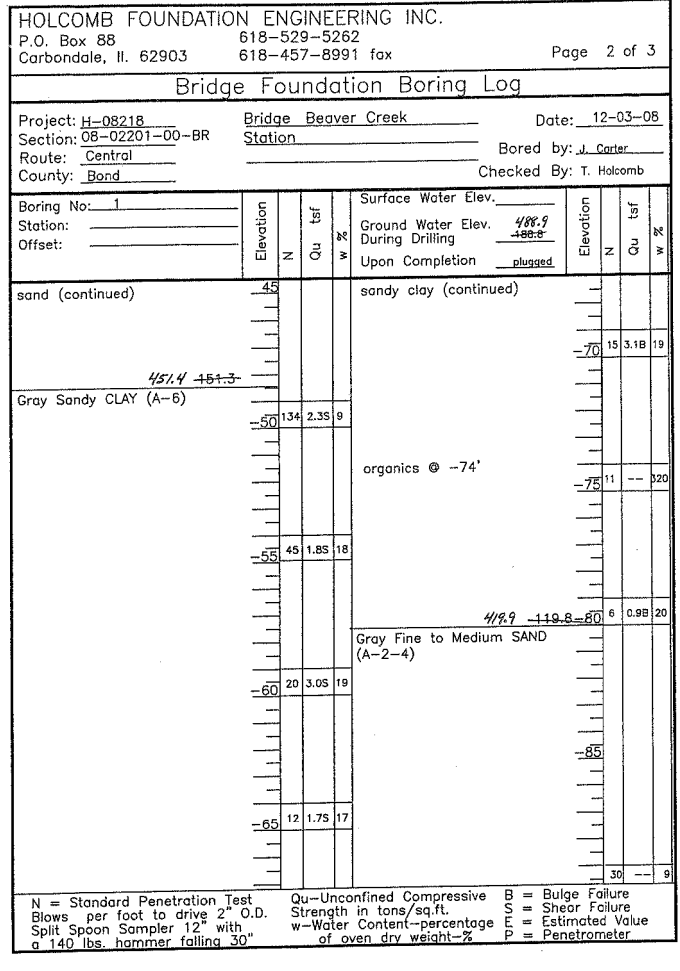 HOLCOMB FOUNDATION ENGINEERING INC.
P.O. Box 88 618-529-5262
Carbondale, Il. 62903 618-457-8991 fax Page 2 of 3
Bridge Foundation Boring Log
Project: H-08218 Bridge Beaver Creek Date: 12-03-08
Section: 08-02201-00-BR Station
Route: Central Bored by: J. Carter
County: Bond Checked By: T. Holcomb
Boring No: 1
Station:
Offset:
Elevation N Qu tsf w %
Surface Water Elev.
Ground Water Elev. 488.9
During Drilling 488.8
Upon Completion plugged
Elevation N Qu tsf w %
sand (continued)
45
451.4 451.3
Gray Sandy CLAY (A-6)
-50 134 2.3S 9
-55 45 1.8S 18
-60 20 3.0S 19
-65 12 1.7S 17
sandy clay (continued)
-70 15 3.1B 19
organics @ -74'
-75 11 -- 320
419.9 419.8 -80 6 0.9B 20
Gray Fine to Medium SAND
(A-2-4)
-85
30 -- 9
N = Standard Penetration Test
Blows per foot to drive 2" O.D.
Split Spoon Sampler 12" with
a 140 lbs. hammer falling 30"
Qu-Unconfined Compressive
Strength in tons/sq.ft.
w-Water Content-percentage
of oven dry weight-%
B = Bulge Failure
S = Shear Failure
E = Estimated Value
P = Penetrometer